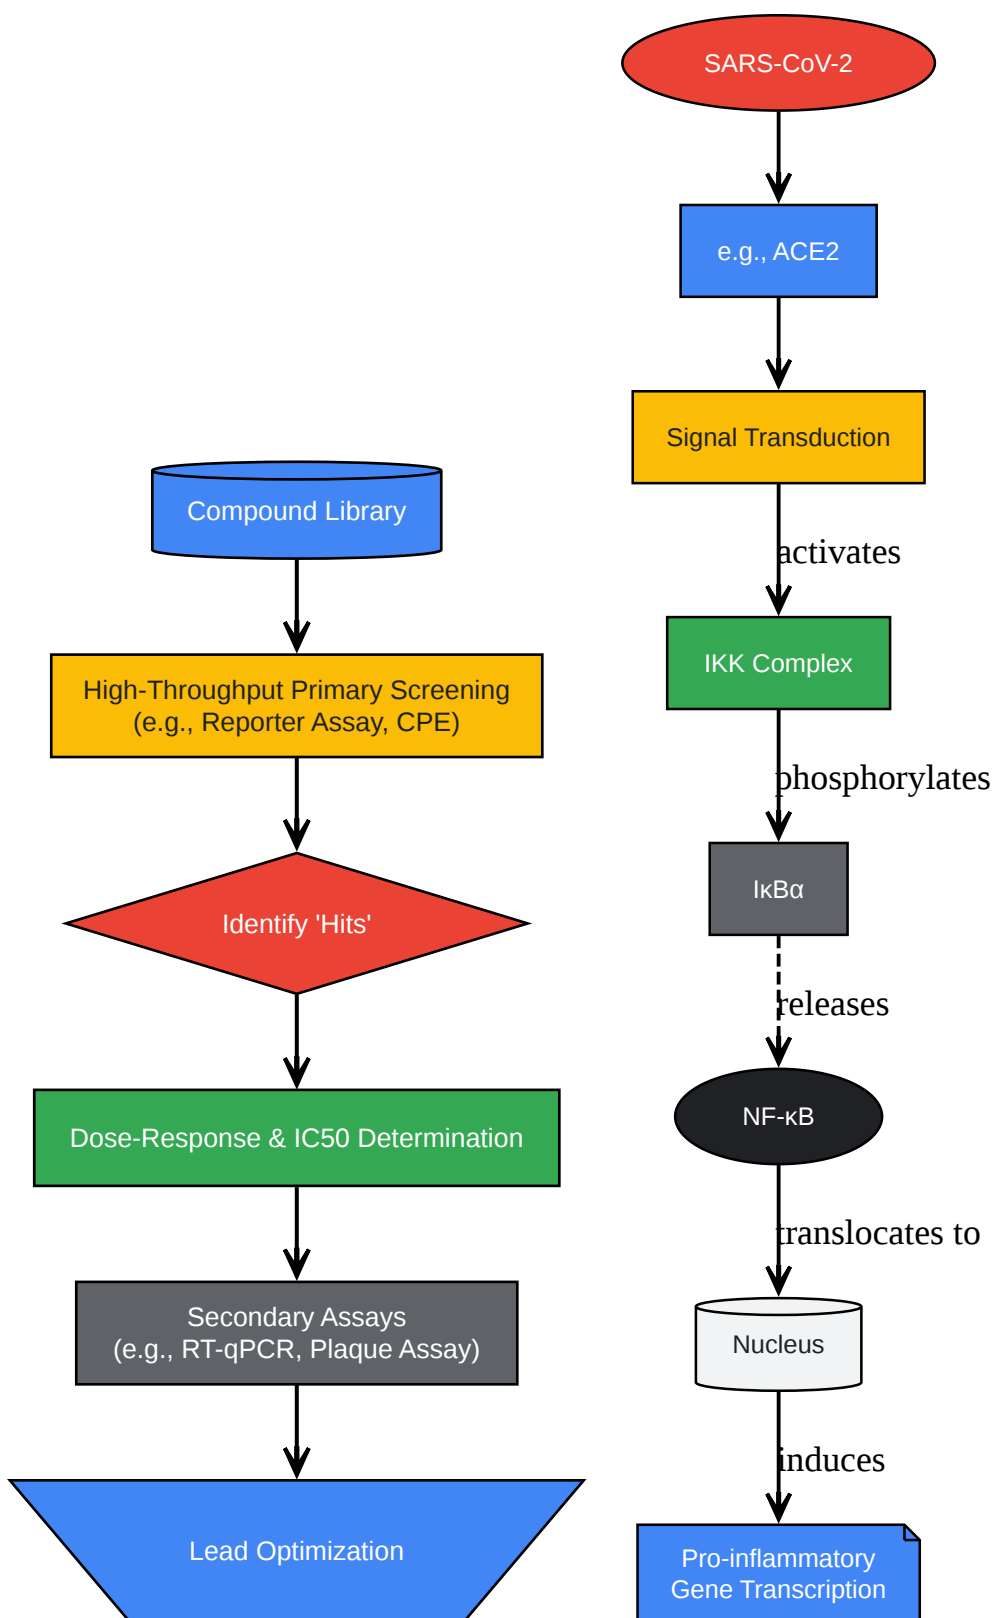 SARS-CoV-2
e.g., ACE2
Signal Transduction
activates
IKK Complex
phosphorylates
IκBα
releases
NF-κB
translocates to
Nucleus
induces
Pro-inflammatory
Gene Transcription
Compound Library
High-Throughput Primary Screening
(e.g., Reporter Assay, CPE)
Identify 'Hits'
Dose-Response & IC50 Determination
Secondary Assays
(e.g., RT-qPCR, Plaque Assay)
Lead Optimization